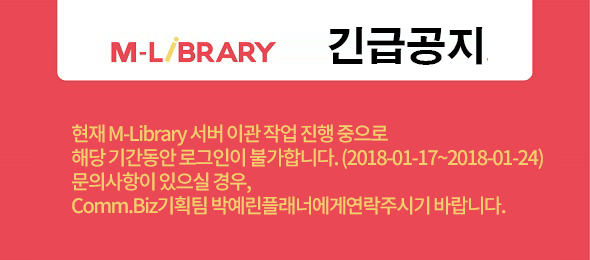 M-LiBRARY 긴급공지
현재 M-Library 서버 이관 작업 진행 중으로
해당 기간동안 로그인이 불가합니다. (2018-01-17~2018-01-24)
문의사항이 있으실 경우,
Comm.Biz기획팀 박예린플래너에게연락주시기 바랍니다.